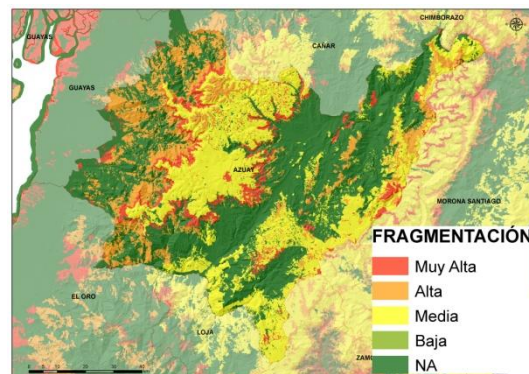 CHIMBORAZO
GUAYAS
CAÑAR
GUAYAS
AZUAY
MORONA SANTIAGO
FRAGMENTACIÓN
Muy Alta
Alta
Media
Baja
NA
EL ORO
LOJA